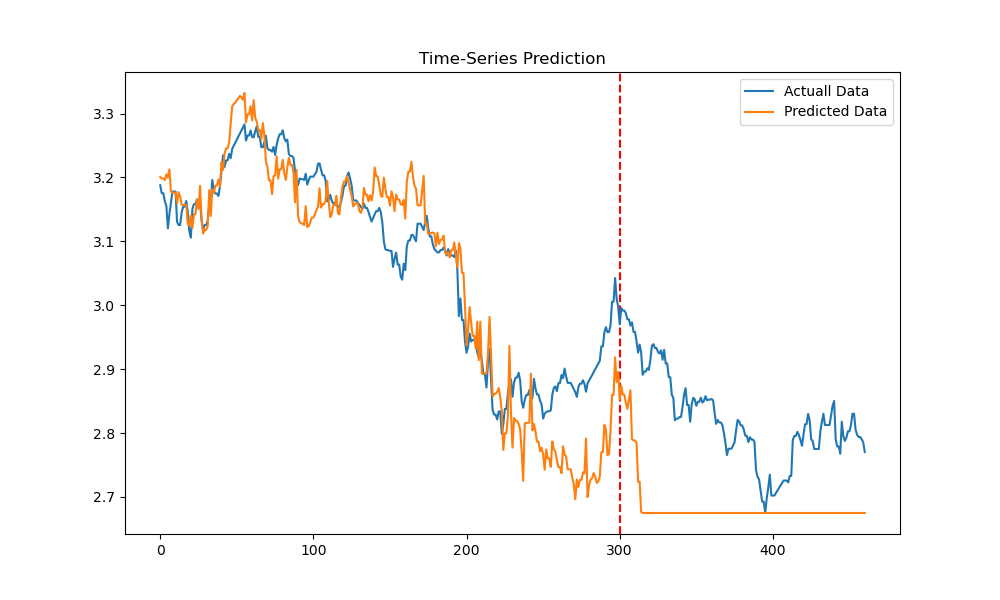 Time-Series Prediction
Actuall Data
Predicted Data
3.3
3.2
3.1
3.0
2.9
2.8
2.7
0 100 200 300 400